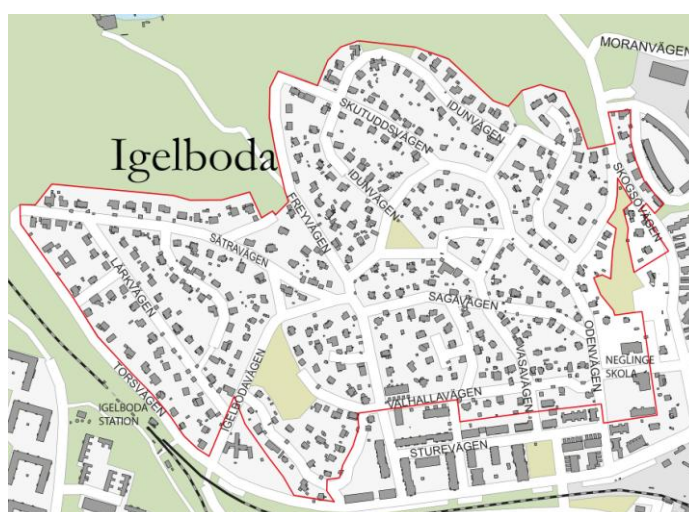 MORANVÄGEN
IDUNVÄGEN
SKUTUDDSVÄGEN
Igelboda
SKOGSÖVÄGEN
IDUNVÄGEN
FREYVÄGEN
SÄTRAVÄGEN
LÄRKVÄGEN
SAGAVÄGEN
ODENVÄGEN
VASAVÄGEN
NEGLINGE
SKOLA
TORSVÄGEN
IGELBODAVÄGEN
VALHALLAVÄGEN
IGELBODA
STATION
STUREVÄGEN